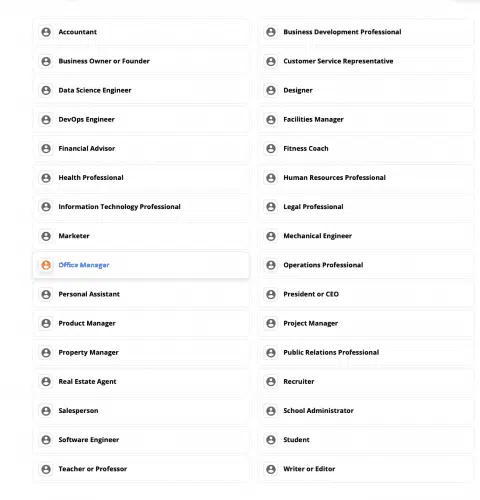 Accountant
Business Development Professional
Business Owner or Founder
Customer Service Representative
Data Science Engineer
Designer
DevOps Engineer
Facilities Manager
Financial Advisor
Fitness Coach
Health Professional
Human Resources Professional
Information Technology Professional
Legal Professional
Marketer
Mechanical Engineer
Office Manager
Operations Professional
Personal Assistant
President or CEO
Product Manager
Project Manager
Property Manager
Public Relations Professional
Real Estate Agent
Recruiter
Salesperson
School Administrator
Software Engineer
Student
Teacher or Professor
Writer or Editor